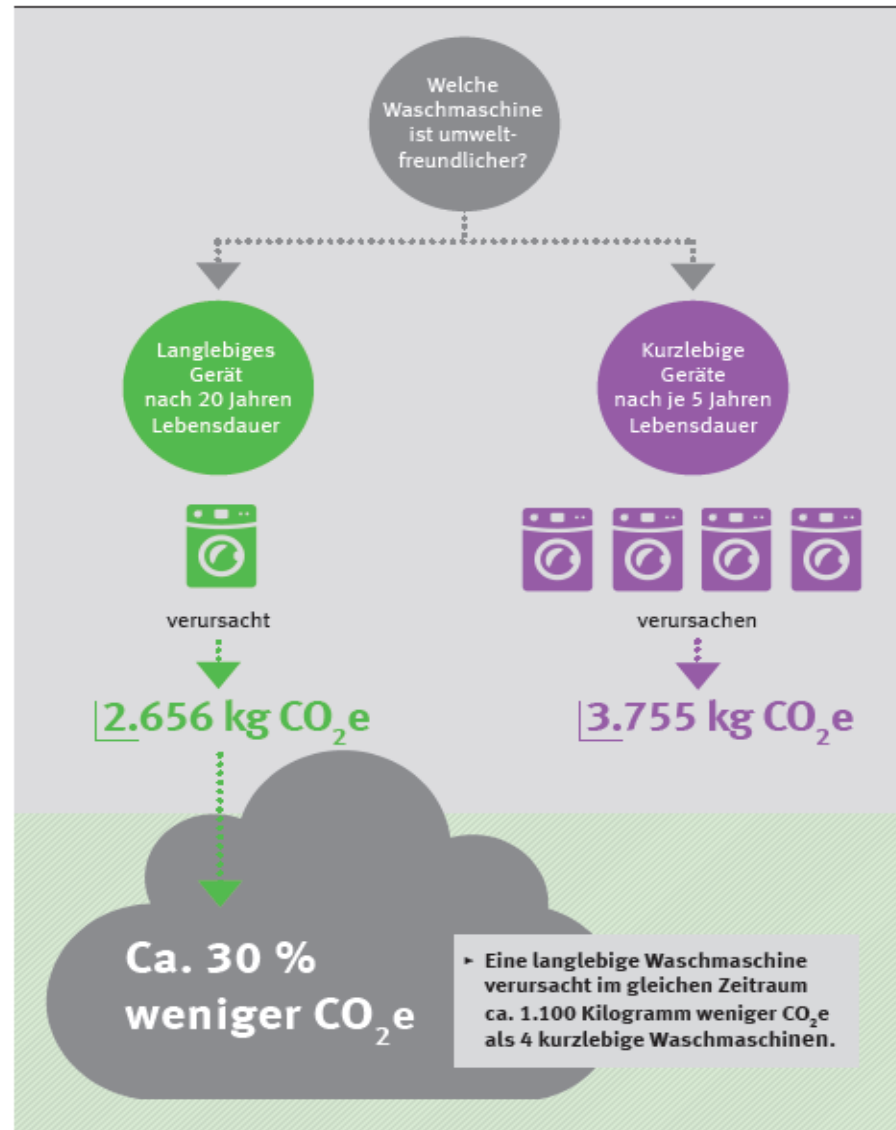 Welche
Waschmaschine
ist umwelt-
freundlicher?
Langlebiges
Gerät
nach 20 Jahren
Lebensdauer
Kurzlebige
Geräte
nach je 5 Jahren
Lebensdauer
verursacht
verursachen
2.656 kg CO₂e
3.755 kg CO₂e
Ca. 30 %
weniger CO₂e
► Eine langlebige Waschmaschine
verursacht im gleichen Zeitraum
ca. 1.100 Kilogramm weniger CO₂e
als 4 kurzlebige Waschmaschinen.